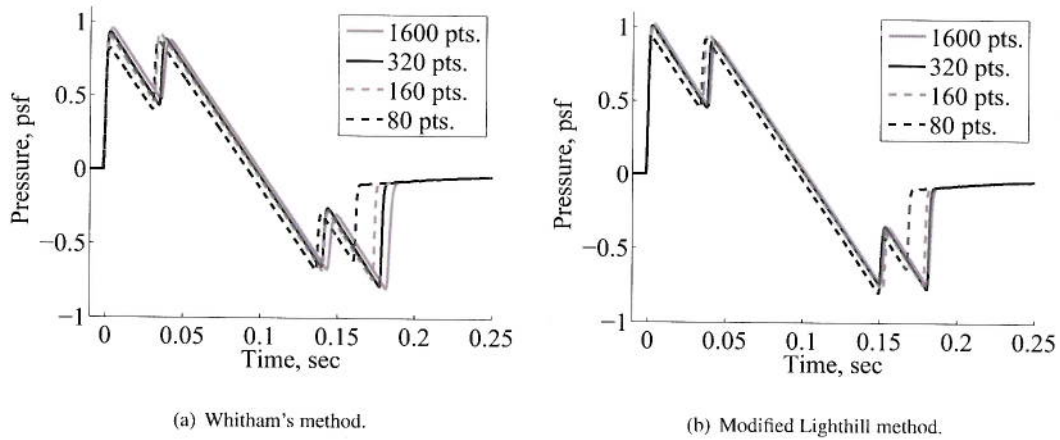 1
0.5
0
−0.5
−1
Pressure, psf
1600 pts.
320 pts.
160 pts.
80 pts.
0
0.05
0.1
0.15
0.2
0.25
Time, sec
(a) Whitham's method.
1
0.5
0
−0.5
−1
Pressure, psf
1600 pts.
320 pts.
160 pts.
80 pts.
0
0.05
0.1
0.15
0.2
0.25
Time, sec
(b) Modified Lighthill method.